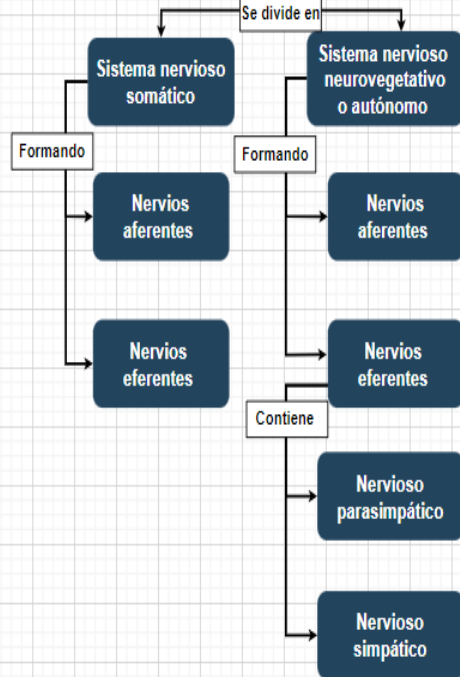 Se divide en
Sistema nervioso
somático
Sistema nervioso
neurovegetativo
o autónomo
Formando
Formando
Nervios
aferentes
Nervios
aferentes
Nervios
eferentes
Nervios
eferentes
Contiene
Nervioso
parasimpático
Nervioso
simpático